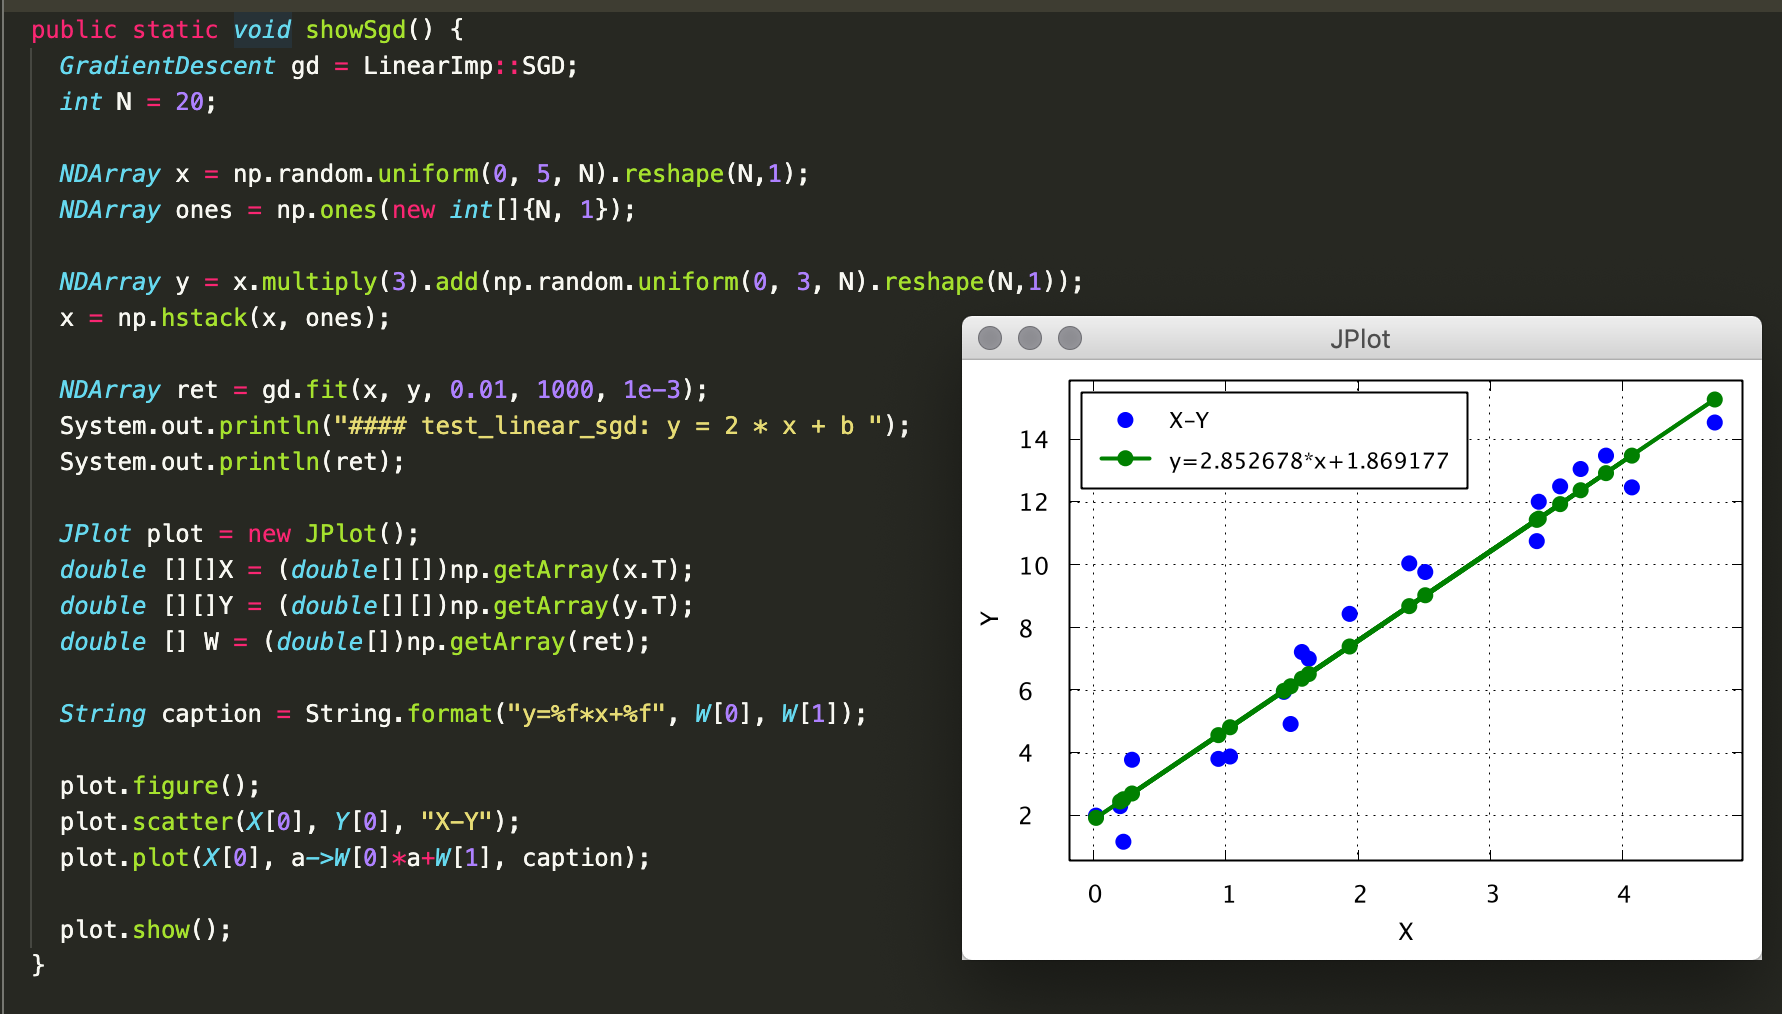 public static void showSgd() {
GradientDescent gd = LinearImp::SGD;
int N = 20;
NDArray x = np.random.uniform(0, 5, N).reshape(N,1);
NDArray ones = np.ones(new int[]{N, 1});
NDArray y = x.multiply(3).add(np.random.uniform(0, 3, N).reshape(N,1));
x = np.hstack(x, ones);
NDArray ret = gd.fit(x, y, 0.01, 1000, 1e-3);
System.out.println("#### test_linear_sgd: y = 2 * x + b ");
System.out.println(ret);
JPlot plot = new JPlot();
double [][]X = (double[][])np.getArray(x.T);
double [][]Y = (double[][])np.getArray(y.T);
double [] W = (double[])np.getArray(ret);
String caption = String.format("y=%f*x+%f", W[0], W[1]);
plot.figure();
plot.scatter(X[0], Y[0], "X-Y");
plot.plot(X[0], a->W[0]*a+W[1], caption);
plot.show();
}
JPlot
X-Y
y=2.852678*x+1.869177
14
12
10
8
6
4
2
Y
0 1 2 3 4
X